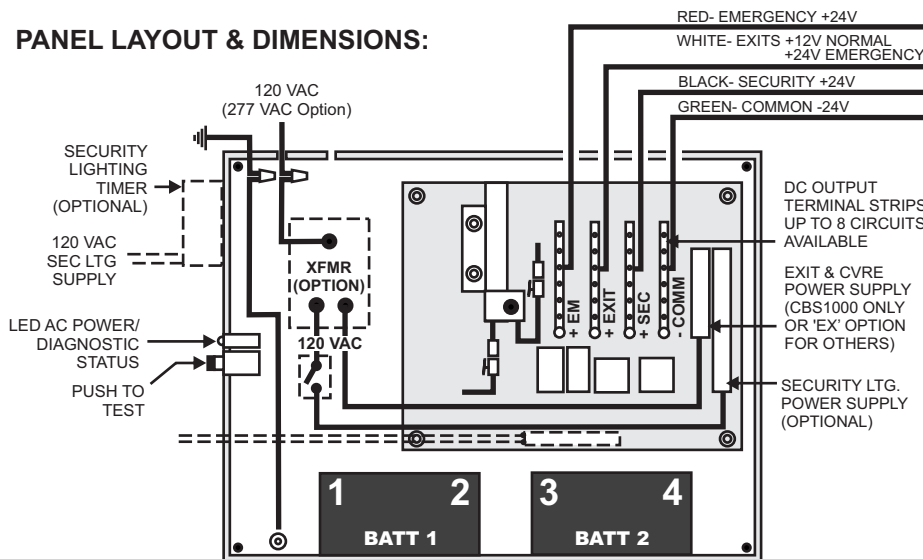 PANEL LAYOUT & DIMENSIONS:
RED- EMERGENCY +24V
WHITE- EXITS +12V NORMAL
+24V EMERGENCY
BLACK- SECURITY +24V
GREEN- COMMON -24V
120 VAC
(277 VAC Option)
SECURITY
LIGHTING
TIMER
(OPTIONAL)
120 VAC
SEC LTG
SUPPLY
LED AC POWER/
DIAGNOSTIC
STATUS
PUSH TO
TEST
XFMR
(OPTION)
120 VAC
+ EM
+ EXIT
+ SEC
- COMM
DC OUTPUT
TERMINAL STRIPS
UP TO 8 CIRCUITS
AVAILABLE
EXIT & CVRE
POWER SUPPLY
(CBS1000 ONLY
OR 'EX' OPTION
FOR OTHERS)
SECURITY LTG.
POWER SUPPLY
(OPTIONAL)
1 2
BATT 1
3 4
BATT 2